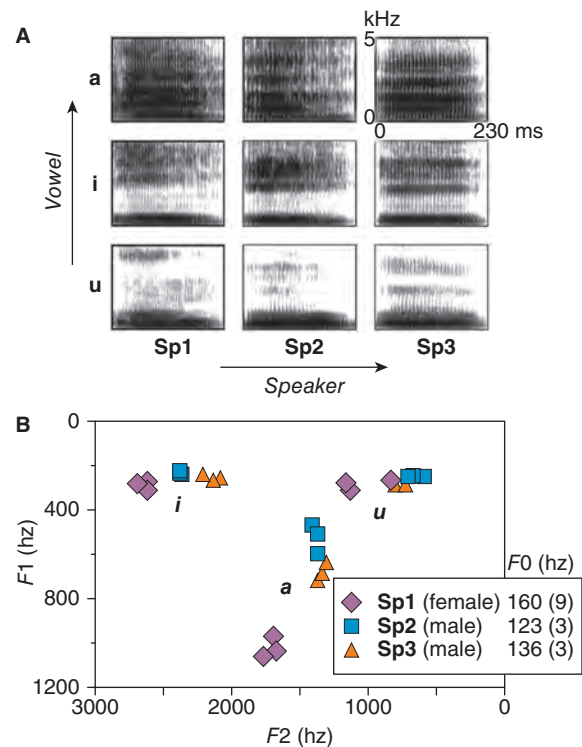 A
kHz
5
a
0
0 230 ms
Vowel
i
u
Sp1 Sp2 Sp3
Speaker
B
0
400
800
1200
F1 (hz)
i
u
a
F0 (hz)
Sp1 (female) 160 (9)
Sp2 (male) 123 (3)
Sp3 (male) 136 (3)
3000 2000 1000 0
F2 (hz)